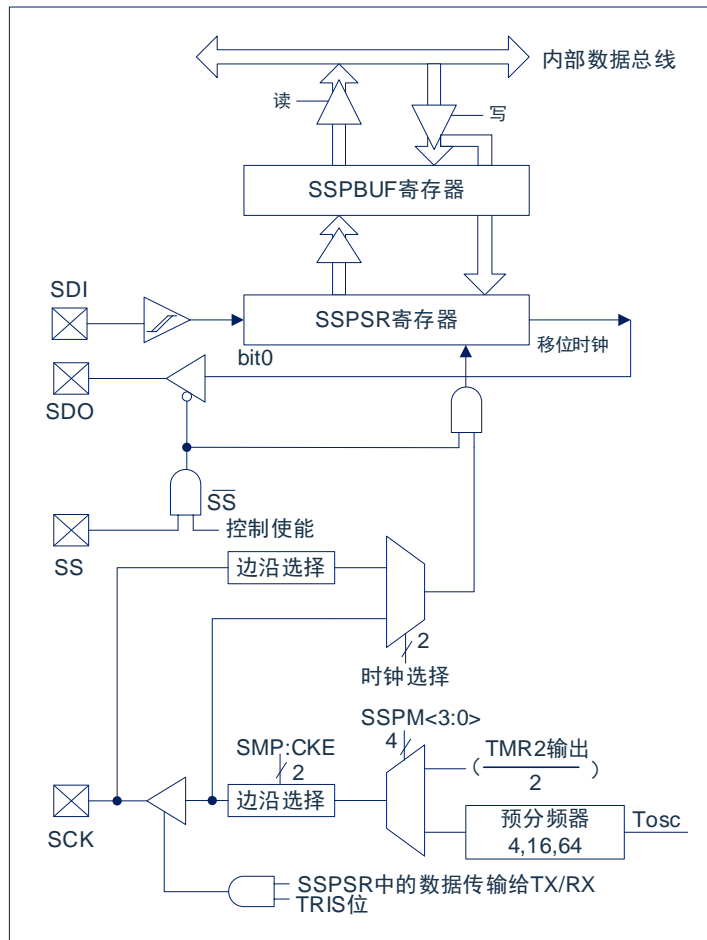 内部数据总线
读
写
SSPBUF寄存器
SDI
SSPSR寄存器
bit0
移位时钟
SDO
SS
控制使能
SS
边沿选择
2
时钟选择
SSPM<3:0>
4
SMP:CKE
2
(TMR2输出
2
)
边沿选择
SCK
预分频器
4,16,64
Tosc
SSPSR中的数据传输给TX/RX
TRIS位